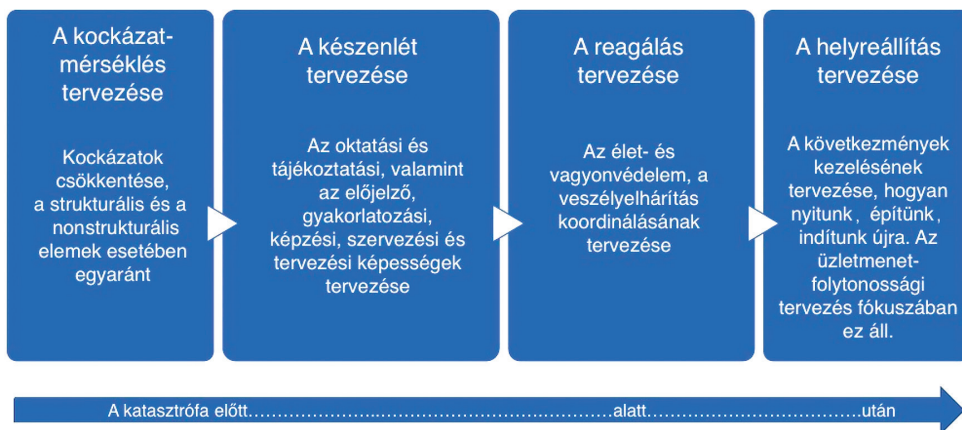 A kockázat-
mérséklés
tervezése
Kockázatok
csökkentése,
a strukturális és a
nonstrukturális
elemek esetében
egyaránt
A készenlét
tervezése
Az oktatási és
tájékoztatási, valamint
az előjelző,
gyakorlatozási,
képzési, szervezési és
tervezési képességek
tervezése
A reagálás
tervezése
Az élet- és
vagyonvédelem, a
veszélyelhárítás
koordinálásának
tervezése
A helyreállítás
tervezése
A következmények
kezelésének
tervezése, hogyan
nyitunk, építünk,
indítunk újra. Az
üzletmenet-
folytonossági
tervezés fókuszában
ez áll.
A katasztrófa előtt…………………..……………………………alatt……………………………után